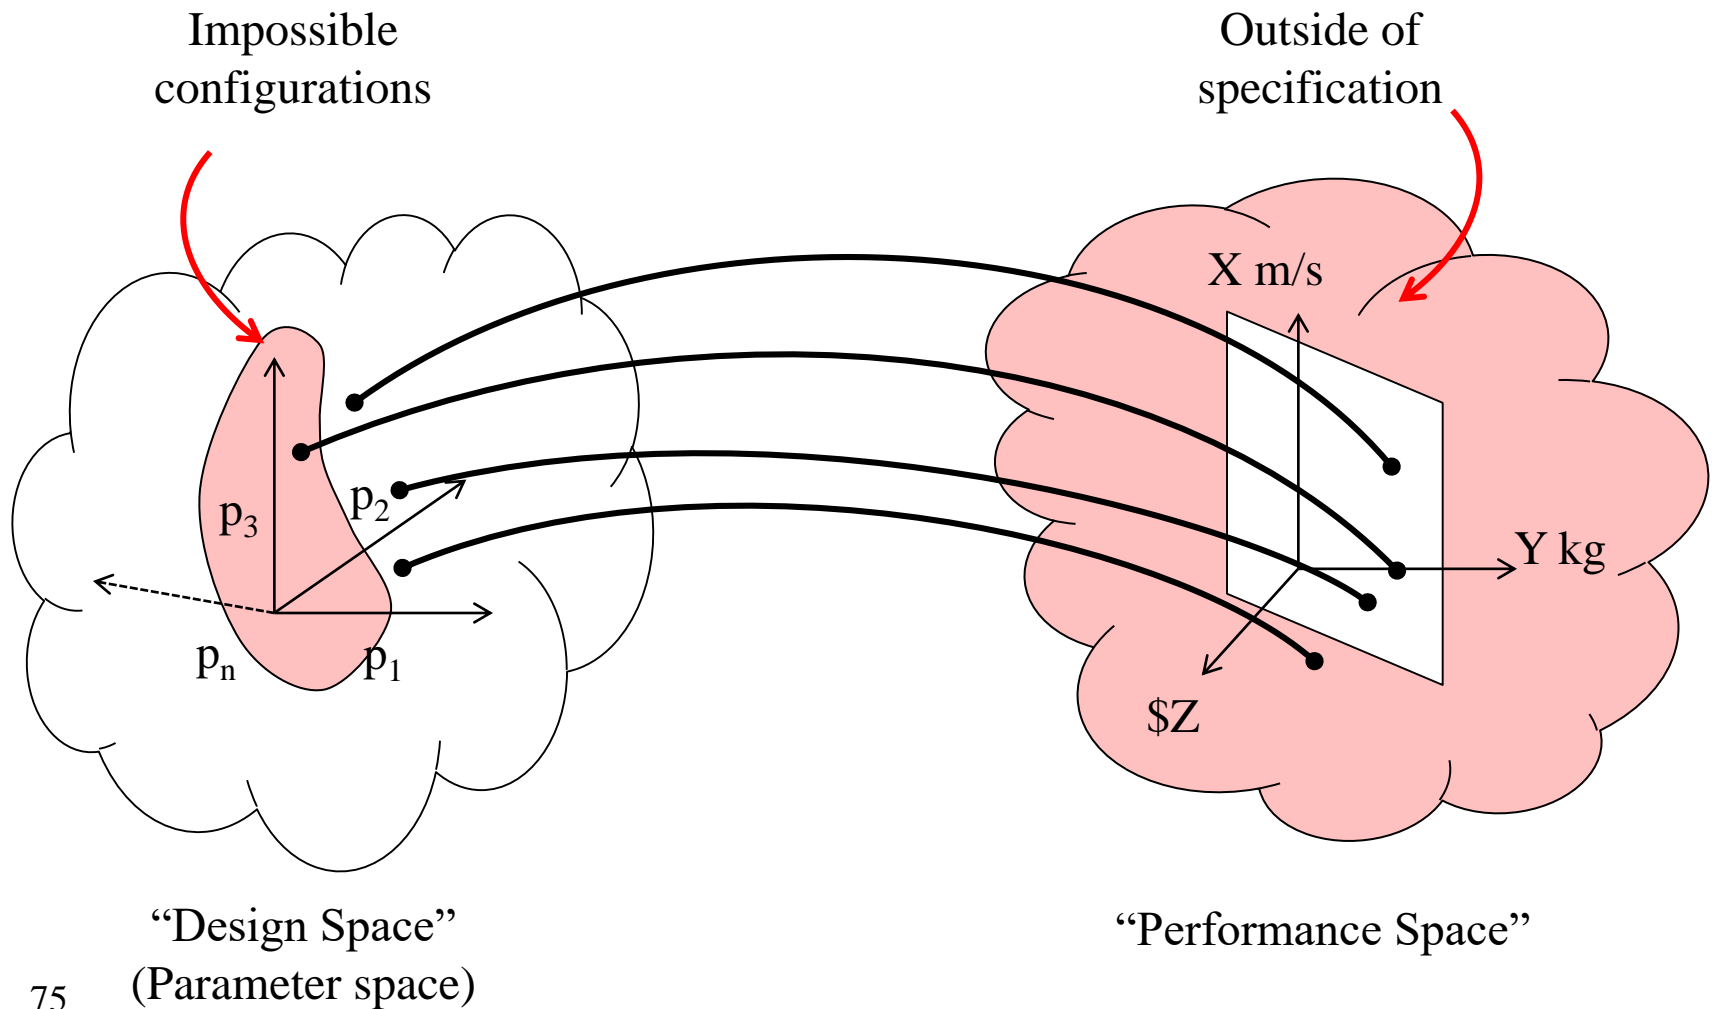 Impossible
configurations
Outside of
specification
X m/s
p₂
p₃
Y kg
pₙ
p₁
$Z
“Design Space”
(Parameter space)
“Performance Space”
75